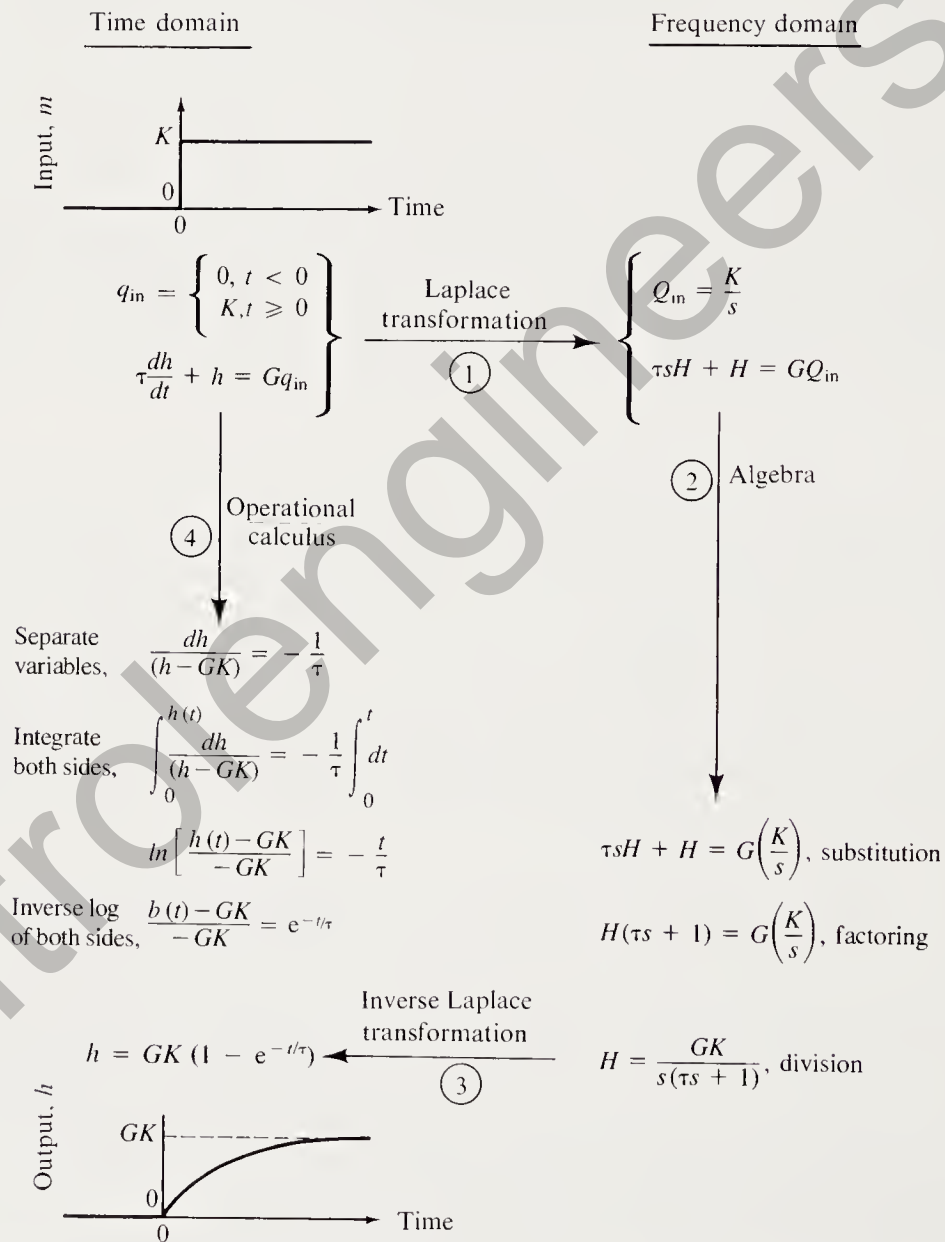 Time domain
Frequency domain
Input, m
K
0
0
Time
q_in = { 0, t < 0
K, t ⩾ 0
τ dh/dt + h = Gq_in
Laplace
transformation
1
Q_in = K/s
τsH + H = GQ_in
4
Operational
calculus
2
Algebra
Separate
variables, dh/(h − GK) = − 1/τ
Integrate
both sides, ∫_0^h(t) dh/(h − GK) = − 1/τ ∫_0^t dt
ln [ h(t) − GK / − GK ] = − t/τ
Inverse log
of both sides, b(t) − GK / − GK = e^−t/τ
τsH + H = G(K/s), substitution
H(τs + 1) = G(K/s), factoring
H = GK / s(τs + 1), division
Inverse Laplace
transformation
3
h = GK (1 − e^−t/τ)
Output, h
GK
0
0
Time
trolengineers